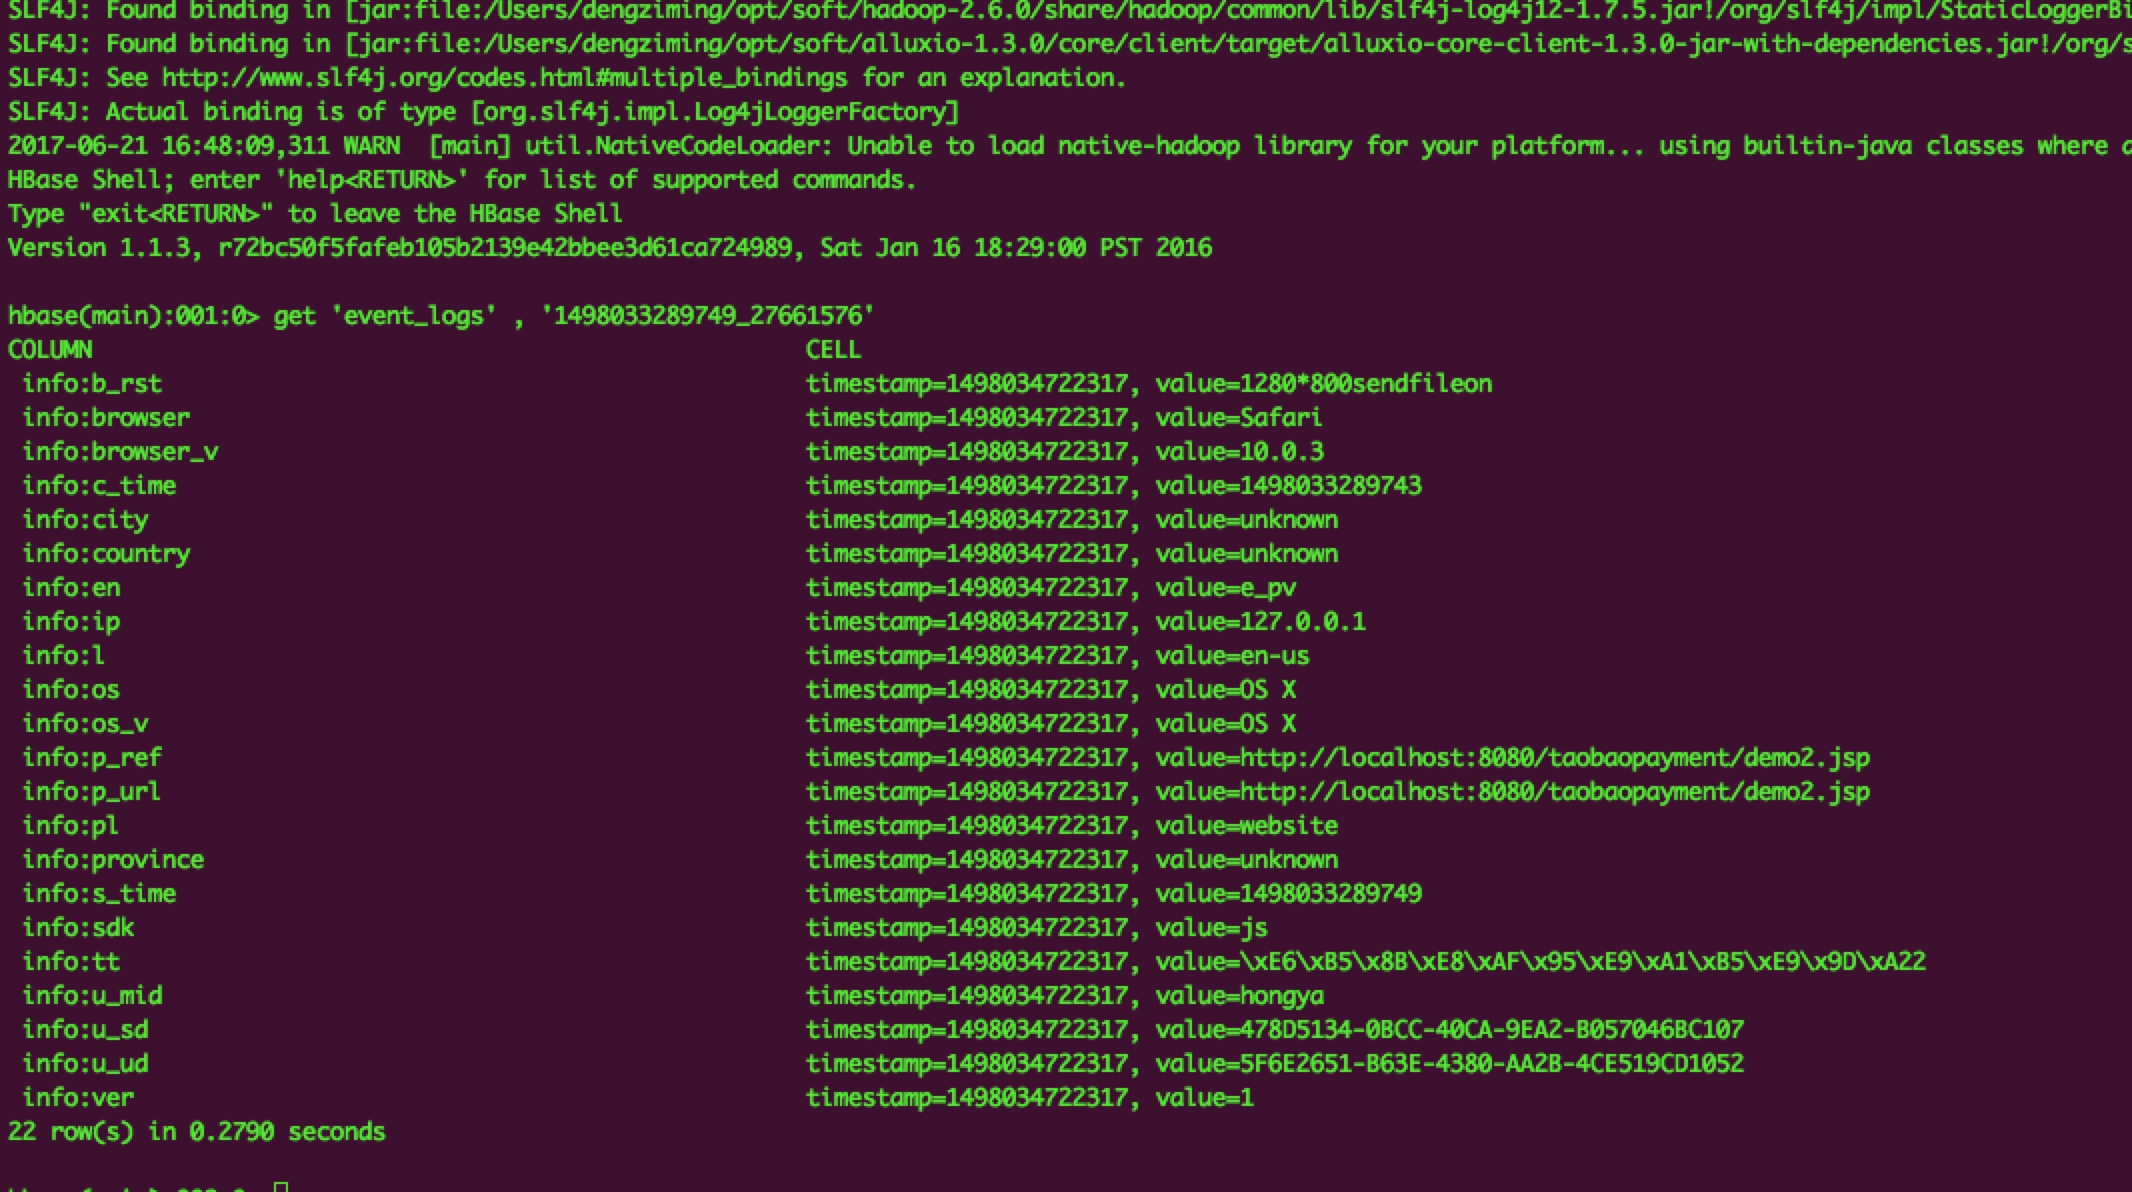 SLF4J: Found binding in [jar:file:/Users/dengziming/opt/soft/hadoop-2.6.0/share/hadoop/common/lib/slf4j-log4j12-1.7.5.jar!/org/slf4j/impl/StaticLoggerBi
SLF4J: Found binding in [jar:file:/Users/dengziming/opt/soft/alluxio-1.3.0/core/client/target/alluxio-core-client-1.3.0-jar-with-dependencies.jar!/org/s
SLF4J: See http://www.slf4j.org/codes.html#multiple_bindings for an explanation.
SLF4J: Actual binding is of type [org.slf4j.impl.Log4jLoggerFactory]
2017-06-21 16:48:09,311 WARN  [main] util.NativeCodeLoader: Unable to load native-hadoop library for your platform... using builtin-java classes where
HBase Shell; enter 'help<RETURN>' for list of supported commands.
Type "exit<RETURN>" to leave the HBase Shell
Version 1.1.3, r72bc50f5fafeb105b2139e42bbee3d61ca724989, Sat Jan 16 18:29:00 PST 2016
hbase(main):001:0> get 'event_logs' , '1498033289749_27661576'
COLUMN CELL
info:b_rst timestamp=1498034722317, value=1280*800sendfileon
info:browser timestamp=1498034722317, value=Safari
info:browser_v timestamp=1498034722317, value=10.0.3
info:c_time timestamp=1498034722317, value=1498033289743
info:city timestamp=1498034722317, value=unknown
info:country timestamp=1498034722317, value=unknown
info:en timestamp=1498034722317, value=e_pv
info:ip timestamp=1498034722317, value=127.0.0.1
info:l timestamp=1498034722317, value=en-us
info:os timestamp=1498034722317, value=OS X
info:os_v timestamp=1498034722317, value=OS X
info:p_ref timestamp=1498034722317, value=http://localhost:8080/taobaopayment/demo2.jsp
info:p_url timestamp=1498034722317, value=http://localhost:8080/taobaopayment/demo2.jsp
info:pl timestamp=1498034722317, value=website
info:province timestamp=1498034722317, value=unknown
info:s_time timestamp=1498034722317, value=1498033289749
info:sdk timestamp=1498034722317, value=js
info:tt timestamp=1498034722317, value=\xE6\xB5\x8B\xE8\xAF\x95\xE9\xA1\xB5\xE9\x9D\xA22
info:u_mid timestamp=1498034722317, value=hongya
info:u_sd timestamp=1498034722317, value=478D5134-0BCC-40CA-9EA2-B057046BC107
info:u_ud timestamp=1498034722317, value=5F6E2651-B63E-4380-AA2B-4CE519CD1052
info:ver timestamp=1498034722317, value=1
22 row(s) in 0.2790 seconds